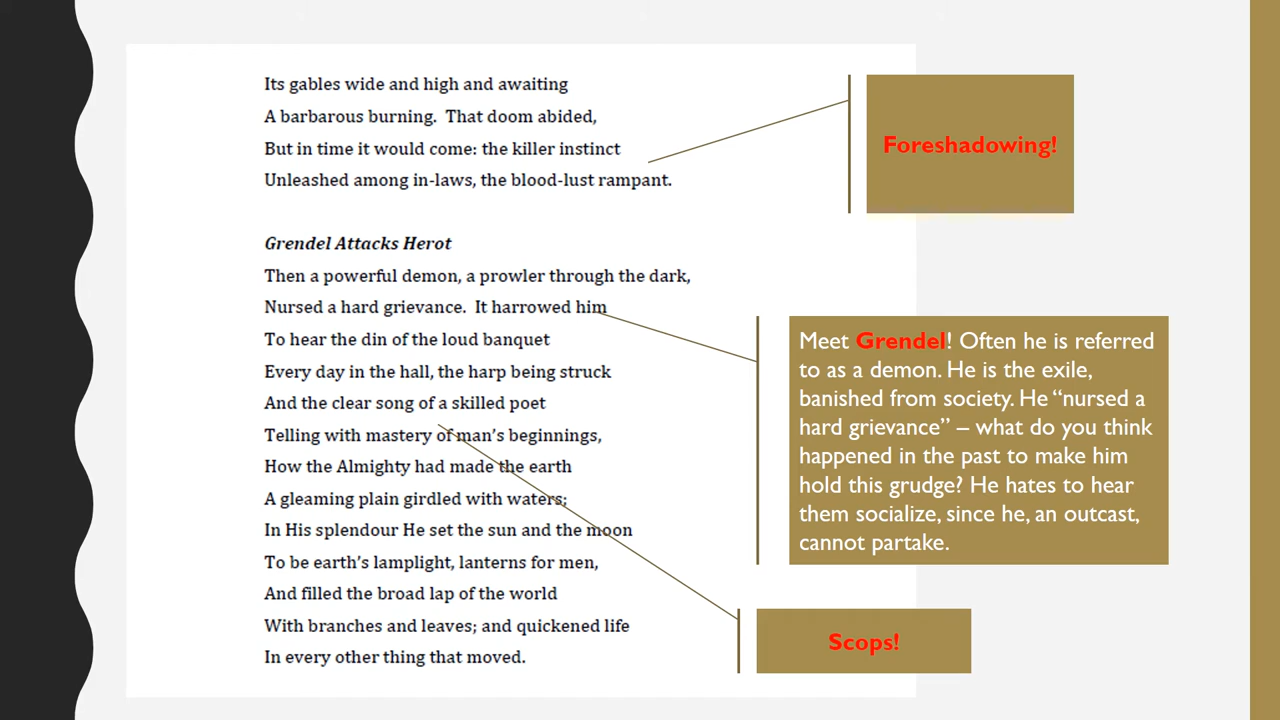 Its gables wide and high and awaiting
A barbarous burning.  That doom abided,
But in time it would come: the killer instinct
Unleashed among in-laws, the blood-lust rampant.
Grendel Attacks Herot
Then a powerful demon, a prowler through the dark,
Nursed a hard grievance.  It harrowed him
To hear the din of the loud banquet
Every day in the hall, the harp being struck
And the clear song of a skilled poet
Telling with mastery of man's beginnings,
How the Almighty had made the earth
A gleaming plain girdled with waters;
In His splendour He set the sun and the moon
To be earth's lamplight, lanterns for men,
And filled the broad lap of the world
With branches and leaves; and quickened life
In every other thing that moved.
Foreshadowing!
Meet Grendel! Often he is referred
to as a demon. He is the exile,
banished from society. He “nursed a
hard grievance” – what do you think
happened in the past to make him
hold this grudge? He hates to hear
them socialize, since he, an outcast,
cannot partake.
Scops!